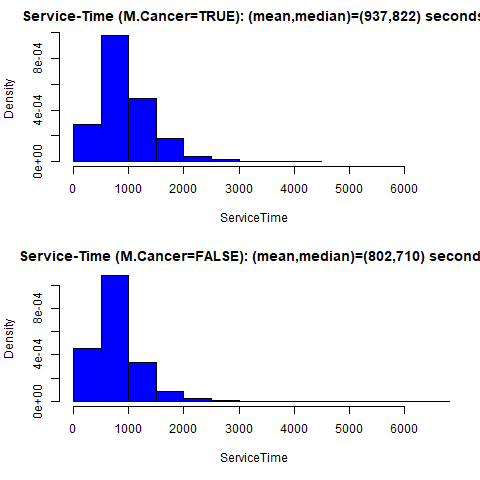 Service-Time (M.Cancer=TRUE): (mean,median)=(937,822) seconds
Density
0e+00 4e-04 8e-04
0 1000 2000 3000 4000 5000 6000
ServiceTime
Service-Time (M.Cancer=FALSE): (mean,median)=(802,710) second
Density
0e+00 4e-04 8e-04
0 1000 2000 3000 4000 5000 6000
ServiceTime